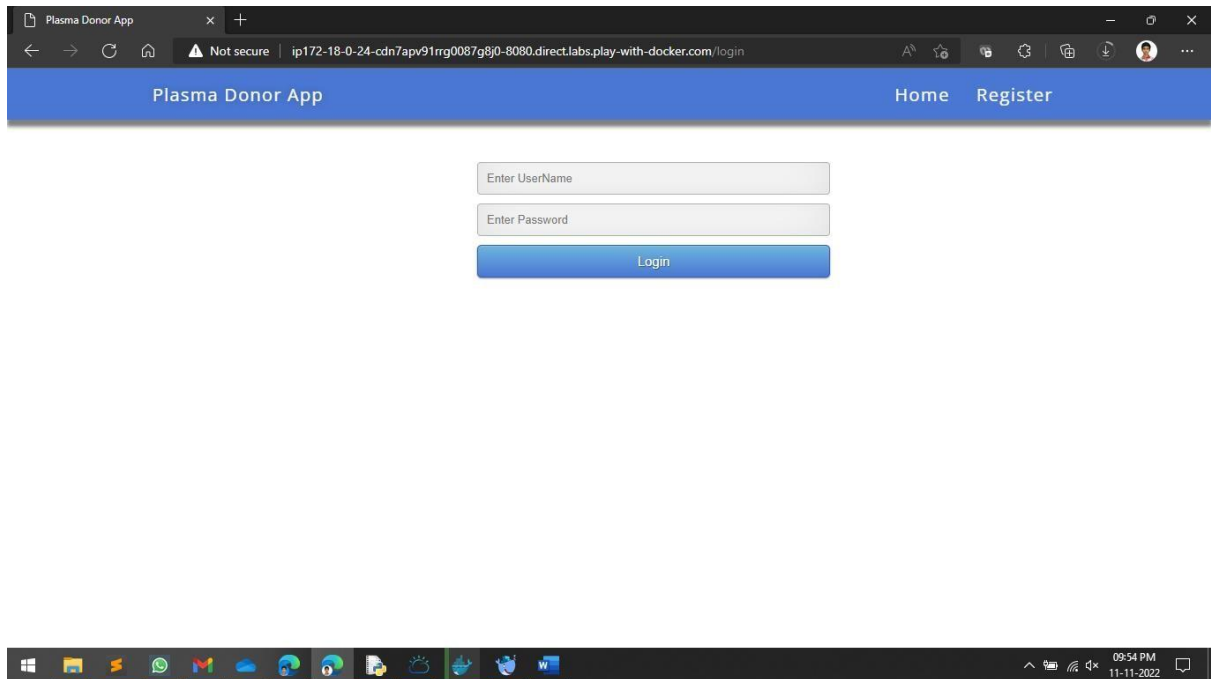 Plasma Donor App
Not secure | ip172-18-0-24-cdn7apv91rrg0087g8j0-8080.direct.labs.play-with-docker.com/login
Plasma Donor App Home Register
Enter UserName
Enter Password
Login
09:54 PM
11-11-2022